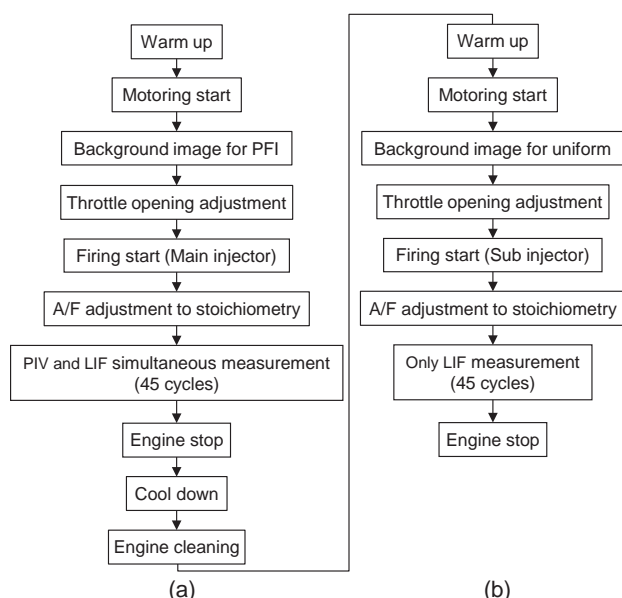 Warm up
Motoring start
Background image for PFI
Throttle opening adjustment
Firing start (Main injector)
A/F adjustment to stoichiometry
PIV and LIF simultaneous measurement
(45 cycles)
Engine stop
Cool down
Engine cleaning
(a)
Warm up
Motoring start
Background image for uniform
Throttle opening adjustment
Firing start (Sub injector)
A/F adjustment to stoichiometry
Only LIF measurement
(45 cycles)
Engine stop
(b)